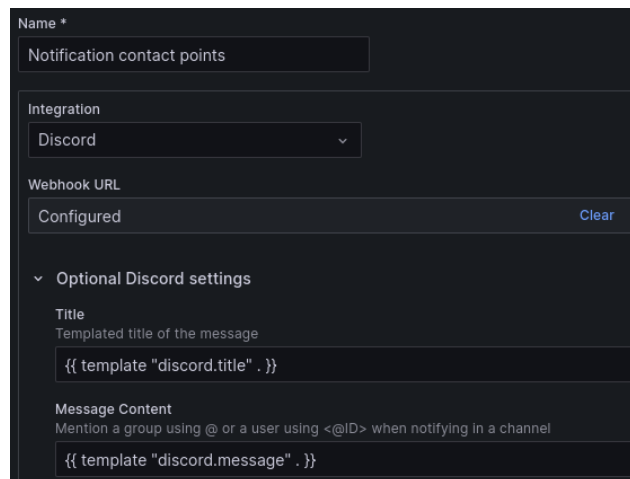 Name *
Notification contact points
Integration
Discord
Webhook URL
Configured Clear
Optional Discord settings
Title
Templated title of the message
{{ template "discord.title" . }}
Message Content
Mention a group using @ or a user using <@ID> when notifying in a channel
{{ template "discord.message" . }}